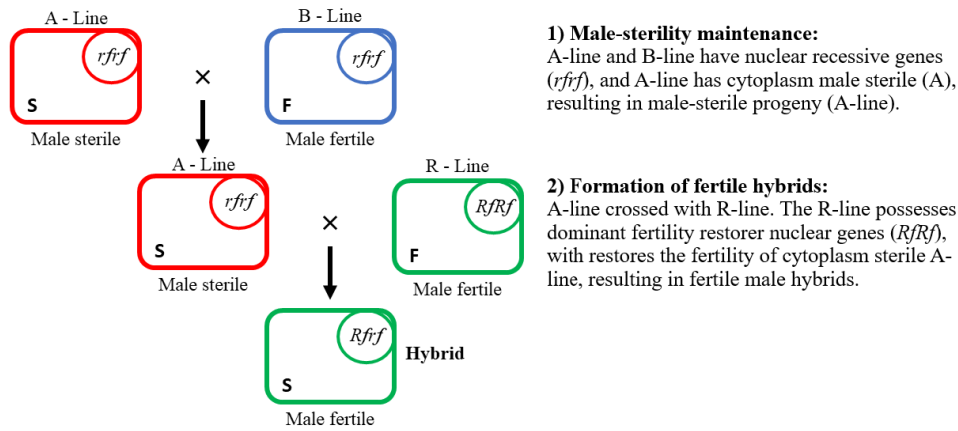 A - Line
B - Line
rfrf
rfrf
×
S
F
Male sterile
Male fertile
1) Male-sterility maintenance:
A-line and B-line have nuclear recessive genes
(rfrf), and A-line has cytoplasm male sterile (A),
resulting in male-sterile progeny (A-line).
A - Line
R - Line
rfrf
RfRf
×
S
F
Male sterile
Male fertile
2) Formation of fertile hybrids:
A-line crossed with R-line. The R-line possesses
dominant fertility restorer nuclear genes (RfRf),
with restores the fertility of cytoplasm sterile A-
line, resulting in fertile male hybrids.
Rfrf
Hybrid
S
Male fertile